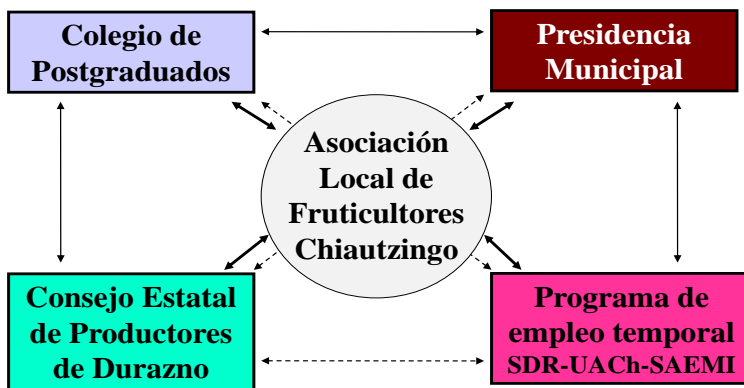 Colegio de
Postgraduados
Presidencia
Municipal
Asociación
Local de
Fruticultores
Chiautzingo
Consejo Estatal
de Productores
de Durazno
Programa de
empleo temporal
SDR-UACh-SAEMI